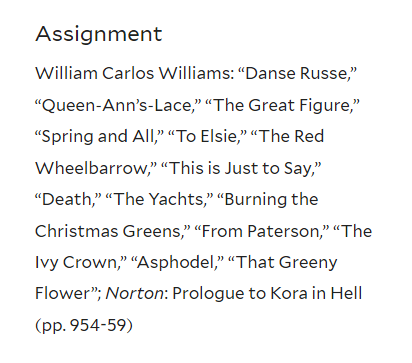 Assignment
William Carlos Williams: “Danse Russe,”
“Queen-Ann’s-Lace,” “The Great Figure,”
“Spring and All,” “To Elsie,” “The Red
Wheelbarrow,” “This is Just to Say,”
“Death,” “The Yachts,” “Burning the
Christmas Greens,” “From Paterson,” “The
Ivy Crown,” “Asphodel,” “That Greeny
Flower”; Norton: Prologue to Kora in Hell
(pp. 954-59)